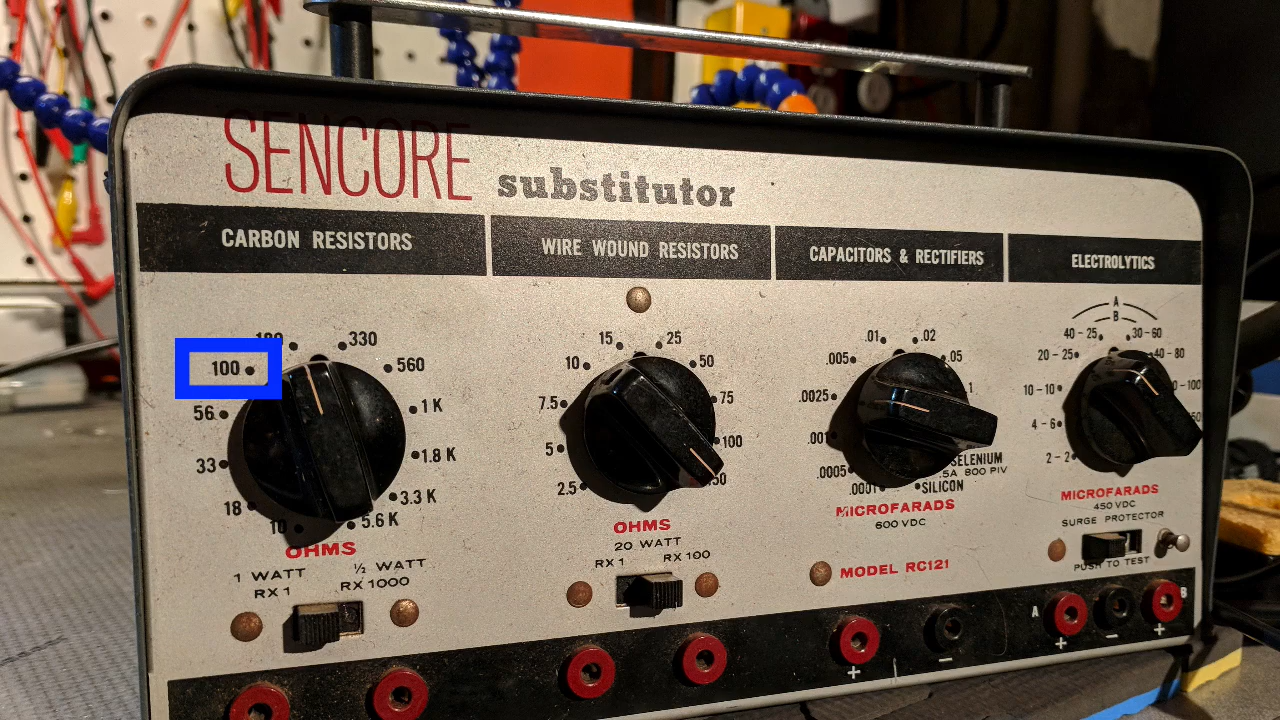 SENCORE substitutor
CARBON RESISTORS
WIRE WOUND RESISTORS
CAPACITORS & RECTIFIERS
ELECTROLYTICS
330
100
560
56
1 K
33
1.8 K
18
3.3 K
10
5.6 K
OHMS
1 WATT
RX 1
½ WATT
RX 1000
15
25
10
50
7.5
75
5
100
2.5
OHMS
20 WATT
RX 1
RX 100
.01
.02
.005
.05
.0025
.001
.0005
SELENIUM
.5A 800 PIV
.0001
SILICON
MICROFARADS
600 VDC
MODEL RC121
A
B
40 - 25
30 - 60
20 - 25
40 - 80
10 - 10
4 - 6
2 - 2
MICROFARADS
450 VDC
SURGE PROTECTOR
PUSH TO TEST
A
B
+
−
+
−
+